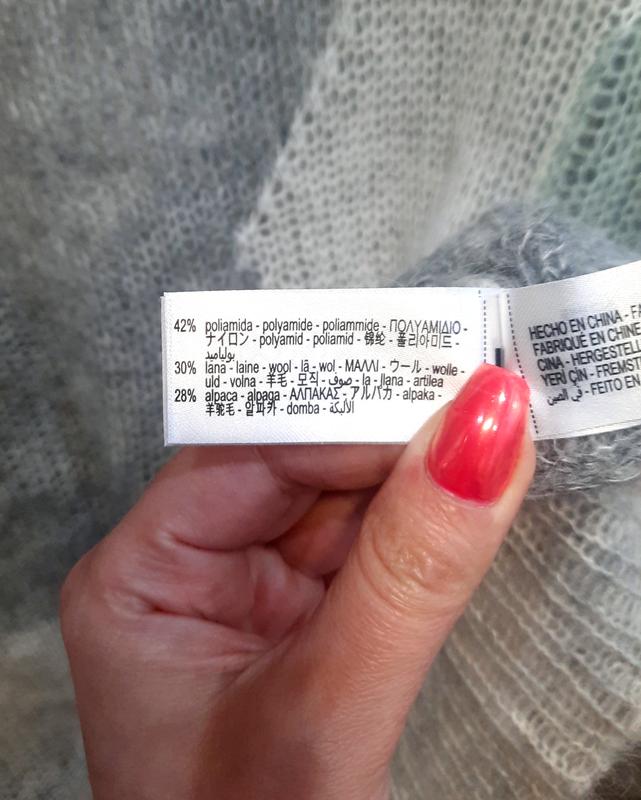 42% poliamida - polyamide - poliammide - ΠΟΛΥΑΜΙΔΙΟ -
ナイロン - polyamid - poliamid - 锦纶 - 폴리아미드 -
بولياميد
30% lana - laine - wool - lã - wol - ΜΑΛΛΙ - ウール - wolle -
uld - volna - 羊毛 - 모직 - صوف - la - llana - artilea
28% alpaca - alpaga - ΑΛΠΑΚΑΣ - アルパカ - alpaka -
羊驼毛 - 알파카 - domba - الألبكة
HECHO EN CHINA - FA
FABRIQUÉ EN CHINE
CINA - HERGESTELL
YERİ ÇİN - FREMST
في الصين - FEITO EN